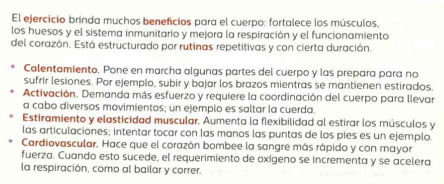 El ejercicio brinda muchos beneficios para el cuerpo: fortalece los músculos,
los huesos y el sistema inmunitario y mejora la respiración y el funcionamiento
del corazón. Está estructurado por rutinas repetitivas y con cierta duración.
• Calentamiento. Pone en marcha algunas partes del cuerpo y las prepara para no
sufrir lesiones. Por ejemplo, subir y bajar los brazos mientras se mantienen estirados.
• Activación. Demanda más esfuerzo y requiere la coordinación del cuerpo para llevar
a cabo diversos movimientos; un ejemplo es saltar la cuerda.
• Estiramiento y elasticidad muscular. Aumenta la flexibilidad al estirar los músculos y
las articulaciones; intentar tocar con las manos las puntas de los pies es un ejemplo.
• Cardiovascular. Hace que el corazón bombee la sangre más rápido y con mayor
fuerza. Cuando esto sucede, el requerimiento de oxígeno se incrementa y se acelera
la respiración, como al bailar y correr.